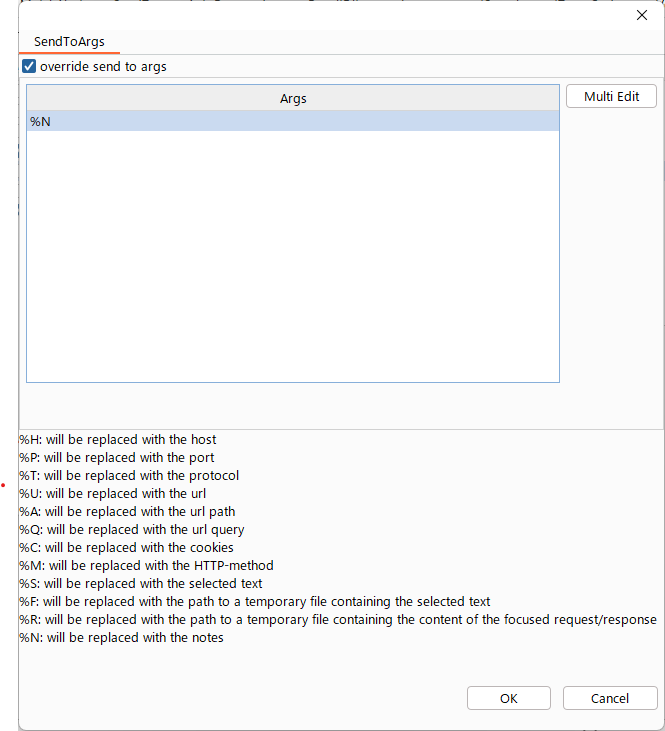 SendToArgs
override send to args
Args
Multi Edit
%N
%H: will be replaced with the host
%P: will be replaced with the port
%T: will be replaced with the protocol
%U: will be replaced with the url
%A: will be replaced with the url path
%Q: will be replaced with the url query
%C: will be replaced with the cookies
%M: will be replaced with the HTTP-method
%S: will be replaced with the selected text
%F: will be replaced with the path to a temporary file containing the selected text
%R: will be replaced with the path to a temporary file containing the content of the focused request/response
%N: will be replaced with the notes
OK
Cancel